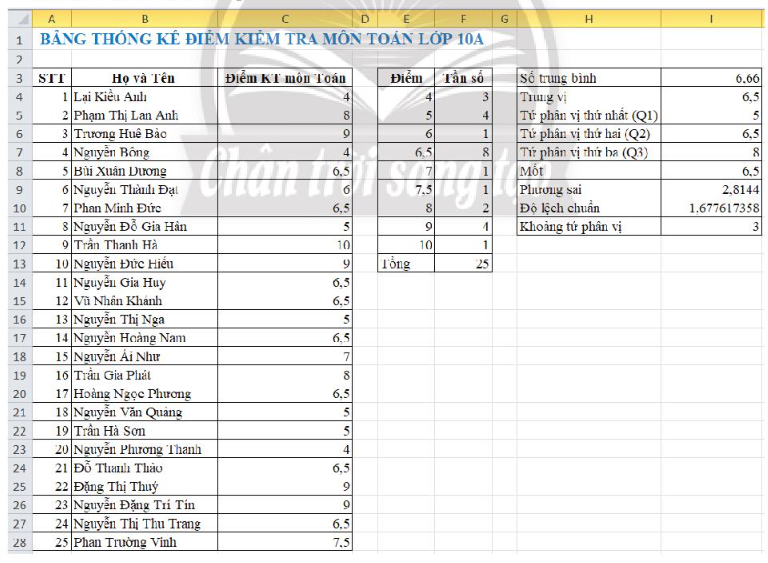 A B C D E F G H I
1 BẢNG THỐNG KÊ ĐIỂM KIỂM TRA MÔN TOÁN LỚP 10A
2
3 STT Họ và Tên Điểm KT môn Toán Điểm Tần số Số trung bình 6,66
4 1 Lại Kiều Anh 4 4 3 Trung vị 6,5
5 2 Phạm Thị Lan Anh 8 5 4 Tứ phân vị thứ nhất (Q1) 5
6 3 Trương Huê Bảo 9 6 1 Tứ phân vị thứ hai (Q2) 6,5
7 4 Nguyễn Bông 4 6,5 8 Tứ phân vị thứ ba (Q3) 8
8 5 Bùi Xuân Dương 6,5 7 1 Mốt 6,5
9 6 Nguyễn Thành Đạt 6 7,5 1 Phương sai 2,8144
10 7 Phan Minh Đức 6,5 8 2 Độ lệch chuẩn 1,677617358
11 8 Nguyễn Đỗ Gia Hân 5 9 4 Khoảng tứ phân vị 3
12 9 Trần Thanh Hà 10 10 1
13 10 Nguyễn Đức Hiếu 9 Tổng 25
14 11 Nguyễn Gia Huy 6,5
15 12 Vũ Nhân Khánh 6,5
16 13 Nguyễn Thị Nga 5
17 14 Nguyễn Hoàng Nam 6,5
18 15 Nguyễn Ái Như 7
19 16 Trần Gia Phát 8
20 17 Hoàng Ngọc Phương 6,5
21 18 Nguyễn Văn Quảng 5
22 19 Trần Hà Sơn 5
23 20 Nguyễn Phương Thanh 4
24 21 Đỗ Thanh Thảo 6,5
25 22 Đặng Thị Thuý 9
26 23 Nguyễn Đặng Trí Tín 9
27 24 Nguyễn Thị Thu Trang 6,5
28 25 Phan Trường Vinh 7,5
Chân trời sáng tạo